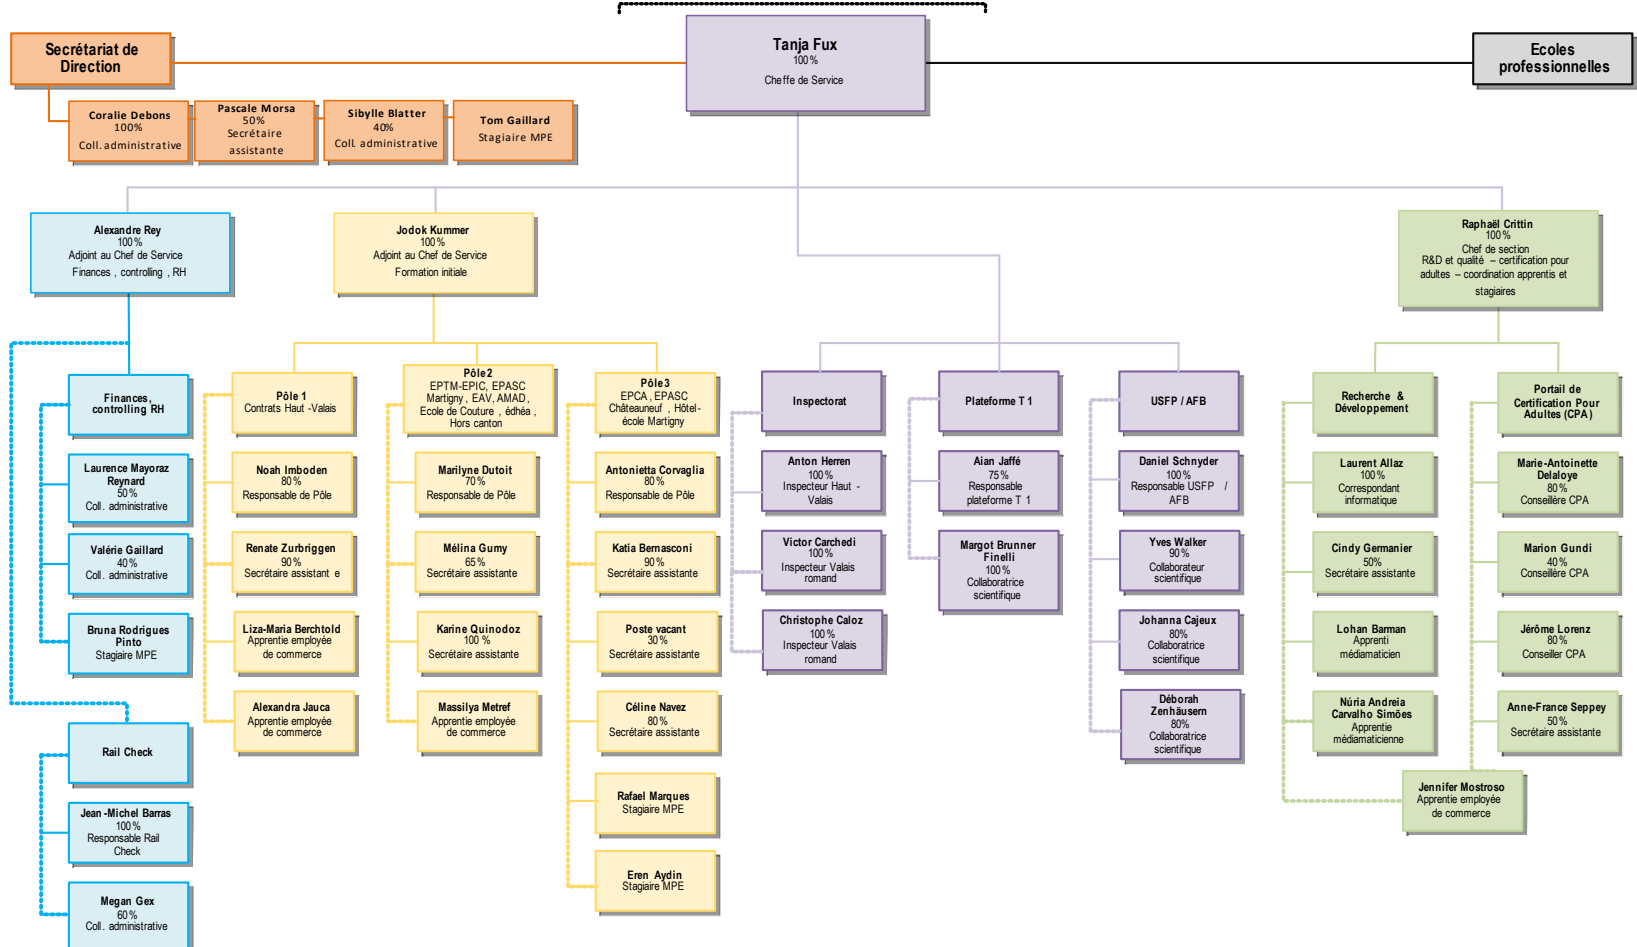 Secrétariat de
Direction
Tanja Fux
100%
Cheffe de Service
Ecoles
professionnelles
Coralie Debons
100%
Coll. administrative
Pascale Morsa
50%
Secrétaire
assistante
Sibylle Blatter
40%
Coll. administrative
Tom Gaillard
Stagiaire MPE
Alexandre Rey
100%
Adjoint au Chef de Service
Finances , controlling , RH
Jodok Kummer
100%
Adjoint au Chef de Service
Formation initiale
Raphaël Crittin
100%
Chef de section
R&D et qualité – certification pour
adultes – coordination apprentis et
stagiaires
Finances,
controlling RH
Laurence Mayoraz
Reynard
50%
Coll. administrative
Valérie Gaillard
40%
Coll. administrative
Bruna Rodrigues
Pinto
Stagiaire MPE
Rail Check
Jean -Michel Barras
100%
Responsable Rail
Check
Megan Gex
60%
Coll. administrative
Pôle 1
Contrats Haut -Valais
Noah Imboden
80%
Responsable de Pôle
Renate Zurbriggen
90%
Secrétaire assistant e
Liza-Maria Berchtold
Apprentie employée
de commerce
Alexandra Jauca
Apprentie employée
de commerce
Pôle 2
EPTM-EPIC, EPASC
Martigny , EAV, AMAD,
Ecole de Couture , édhéa ,
Hors canton
Marilyne Dutoit
70%
Responsable de Pôle
Mélina Gumy
65%
Secrétaire assistante
Karine Quinodoz
100 %
Secrétaire assistante
Massilya Metref
Apprentie employée
de commerce
Pôle 3
EPCA , EPASC
Châteauneuf , Hôtel-
école Martigny
Antonietta Corvaglia
80%
Responsable de Pôle
Katia Bernasconi
90%
Secrétaire assistante
Poste vacant
30%
Secrétaire assistante
Céline Navez
80%
Secrétaire assistante
Rafael Marques
Stagiaire MPE
Eren Aydin
Stagiaire MPE
Inspectorat
Anton Herren
100%
Inspecteur Haut -
Valais
Victor Carchedi
100%
Inspecteur Valais
romand
Christophe Caloz
100%
Inspecteur Valais
romand
Plateforme T 1
Aian Jaffé
75%
Responsable
plateforme T 1
Margot Brunner
Finelli
100%
Collaboratrice
scientifique
USFP / AFB
Daniel Schnyder
100%
Responsable USFP /
AFB
Yves Walker
90%
Collaborateur
scientifique
Johanna Cajeux
80%
Collaboratrice
scientifique
Déborah
Zenhäusern
80%
Collaboratrice
scientifique
Recherche &
Développement
Laurent Allaz
100%
Correspondant
informatique
Cindy Germanier
50%
Secrétaire assistante
Lohan Barman
Apprenti
médiamaticien
Núria Andreia
Carvalho Simões
Apprentie
médiamaticienne
Portail de
Certification Pour
Adultes (CPA)
Marie-Antoinette
Delaloye
80%
Conseillère CPA
Marion Gundi
40%
Conseillère CPA
Jérôme Lorenz
80%
Conseiller CPA
Anne-France Seppey
50%
Secrétaire assistante
Jennifer Mostroso
Apprentie employée
de commerce